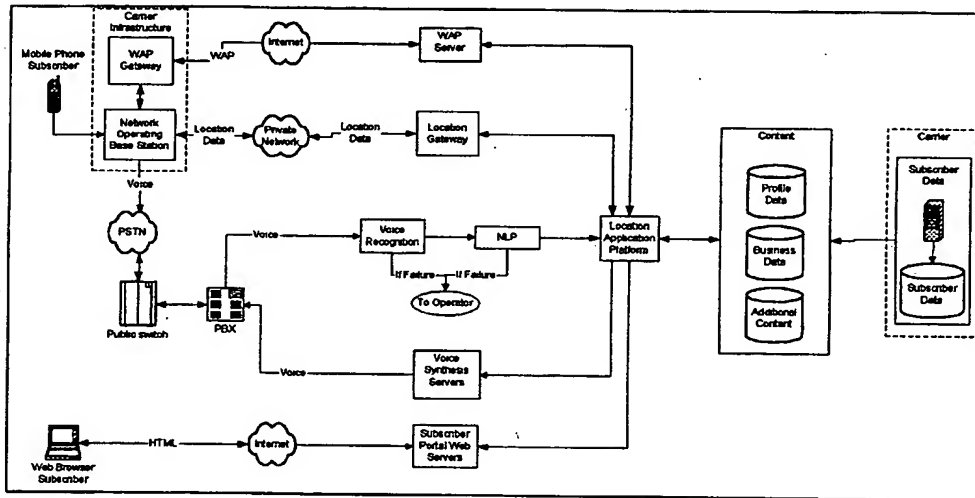 Carrier
Infrastructure
WAP
Gateway
Mobile Phone
Subscriber
Network
Operating
Base Station
WAP
Internet
WAP
Server
Location
Data
Private
Network
Location
Data
Location
Gateway
Voice
PSTN
Public switch
PBX
Voice
Voice
Recognition
NLP
If Failure
If Failure
To Operator
Location
Application
Platform
Voice
Voice
Synthesis
Servers
Web Browser
Subscriber
HTML
Internet
Subscriber
Portal Web
Servers
Content
Profile
Data
Business
Data
Additional
Content
Carrier
Subscriber
Data
Subscriber
Data